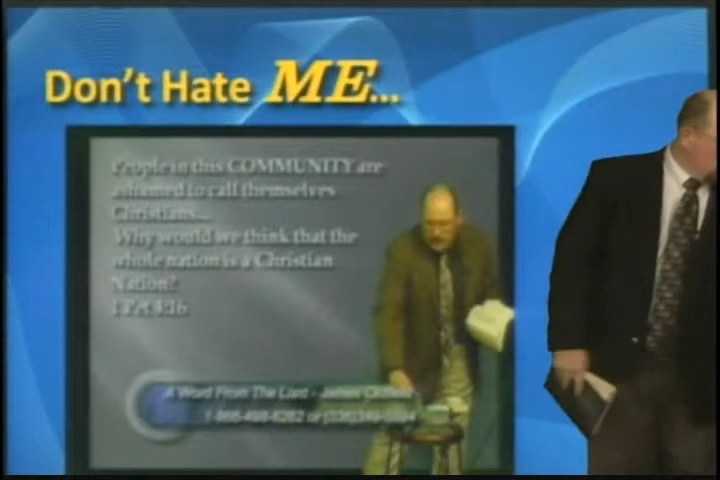 Don't Hate ME...
People in this COMMUNITY are
ashamed to call themselves
Christians...
Why would we think that the
whole nation is a Christian
Nation?
1 Pet 4:16
A Word From The Lord - James